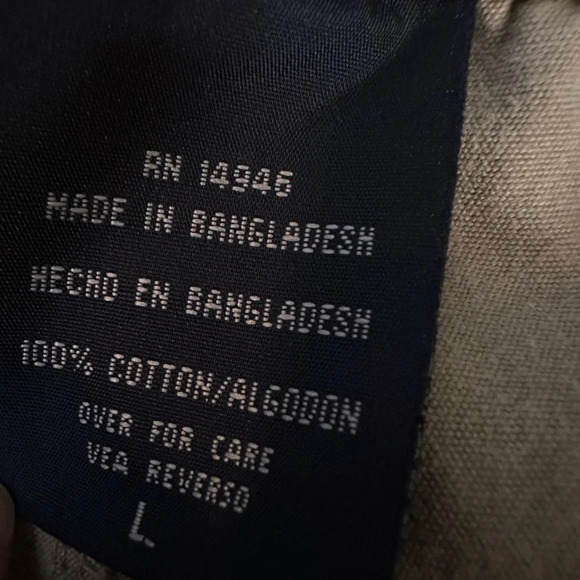 RN 14946
MADE IN BANGLADESH
HECHO EN BANGLADESH
100% COTTON/ALGODON
OVER FOR CARE
VEA REVERSO
L